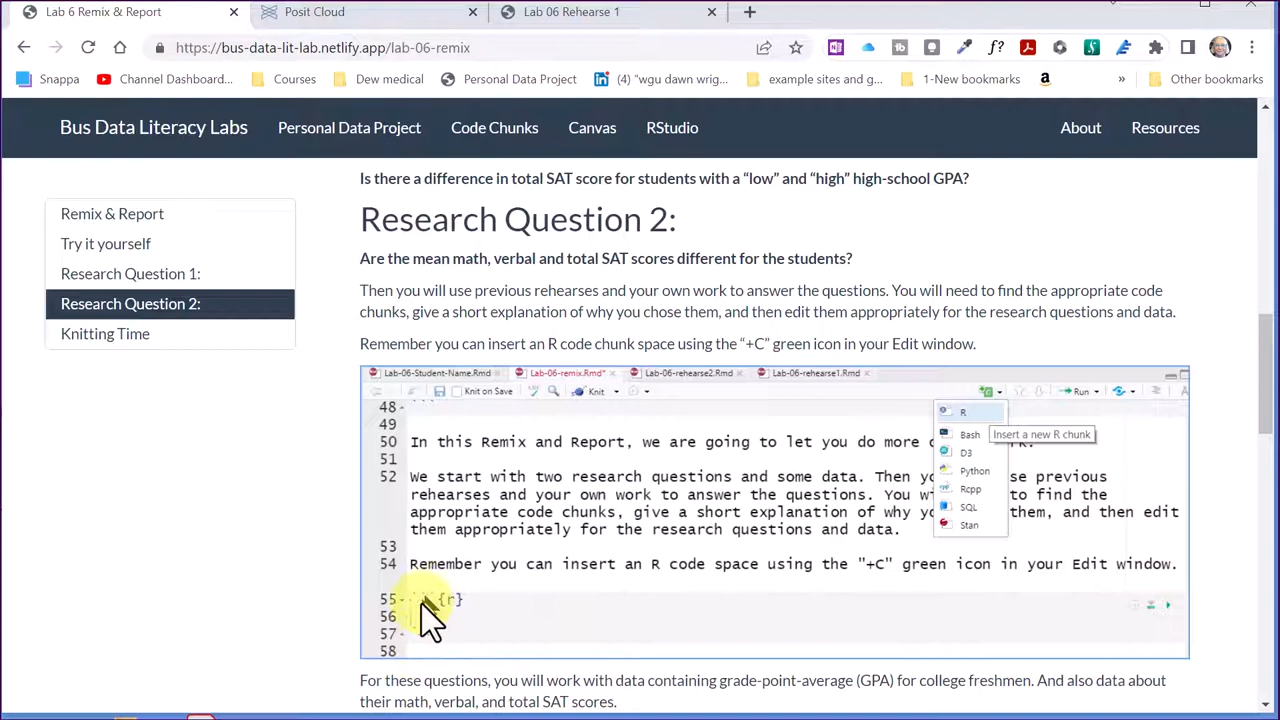 Lab 6 Remix & Report
Posit Cloud
Lab 06 Rehearse 1
https://bus-data-lit-lab.netlify.app/lab-06-remix
Snappa
Channel Dashboard...
Courses
Dew medical
Personal Data Project
(4) "wgu dawn wrig...
example sites and g...
1-New bookmarks
»
Other bookmarks
Bus Data Literacy Labs
Personal Data Project
Code Chunks
Canvas
RStudio
About
Resources
Remix & Report
Try it yourself
Research Question 1:
Research Question 2:
Knitting Time
Is there a difference in total SAT score for students with a “low” and “high” high-school GPA?
Research Question 2:
Are the mean math, verbal and total SAT scores different for the students?
Then you will use previous rehearses and your own work to answer the questions. You will need to find the appropriate code
chunks, give a short explanation of why you chose them, and then edit them appropriately for the research questions and data.
Remember you can insert an R code chunk space using the “+C” green icon in your Edit window.
Lab-06-Student-Name.Rmd
Lab-06-remix.Rmd*
Lab-06-rehearse2.Rmd
Lab-06-rehearse1.Rmd
Knit on Save
Knit
Run
48
49
50 In this Remix and Report, we are going to let you do more
51
52 We start with two research questions and some data. Then previous
rehearses and your own work to answer the questions. You to find the
appropriate code chunks, give a short explanation of why them, and then edit
them appropriately for the research questions and data.
53
54 Remember you can insert an R code space using the "+C" green icon in your Edit window.
55 {r}
56
57
58
R
Insert a new R chunk
Bash
D3
Python
Rcpp
SQL
Stan
For these questions, you will work with data containing grade-point-average (GPA) for college freshmen. And also data about
their math, verbal, and total SAT scores.